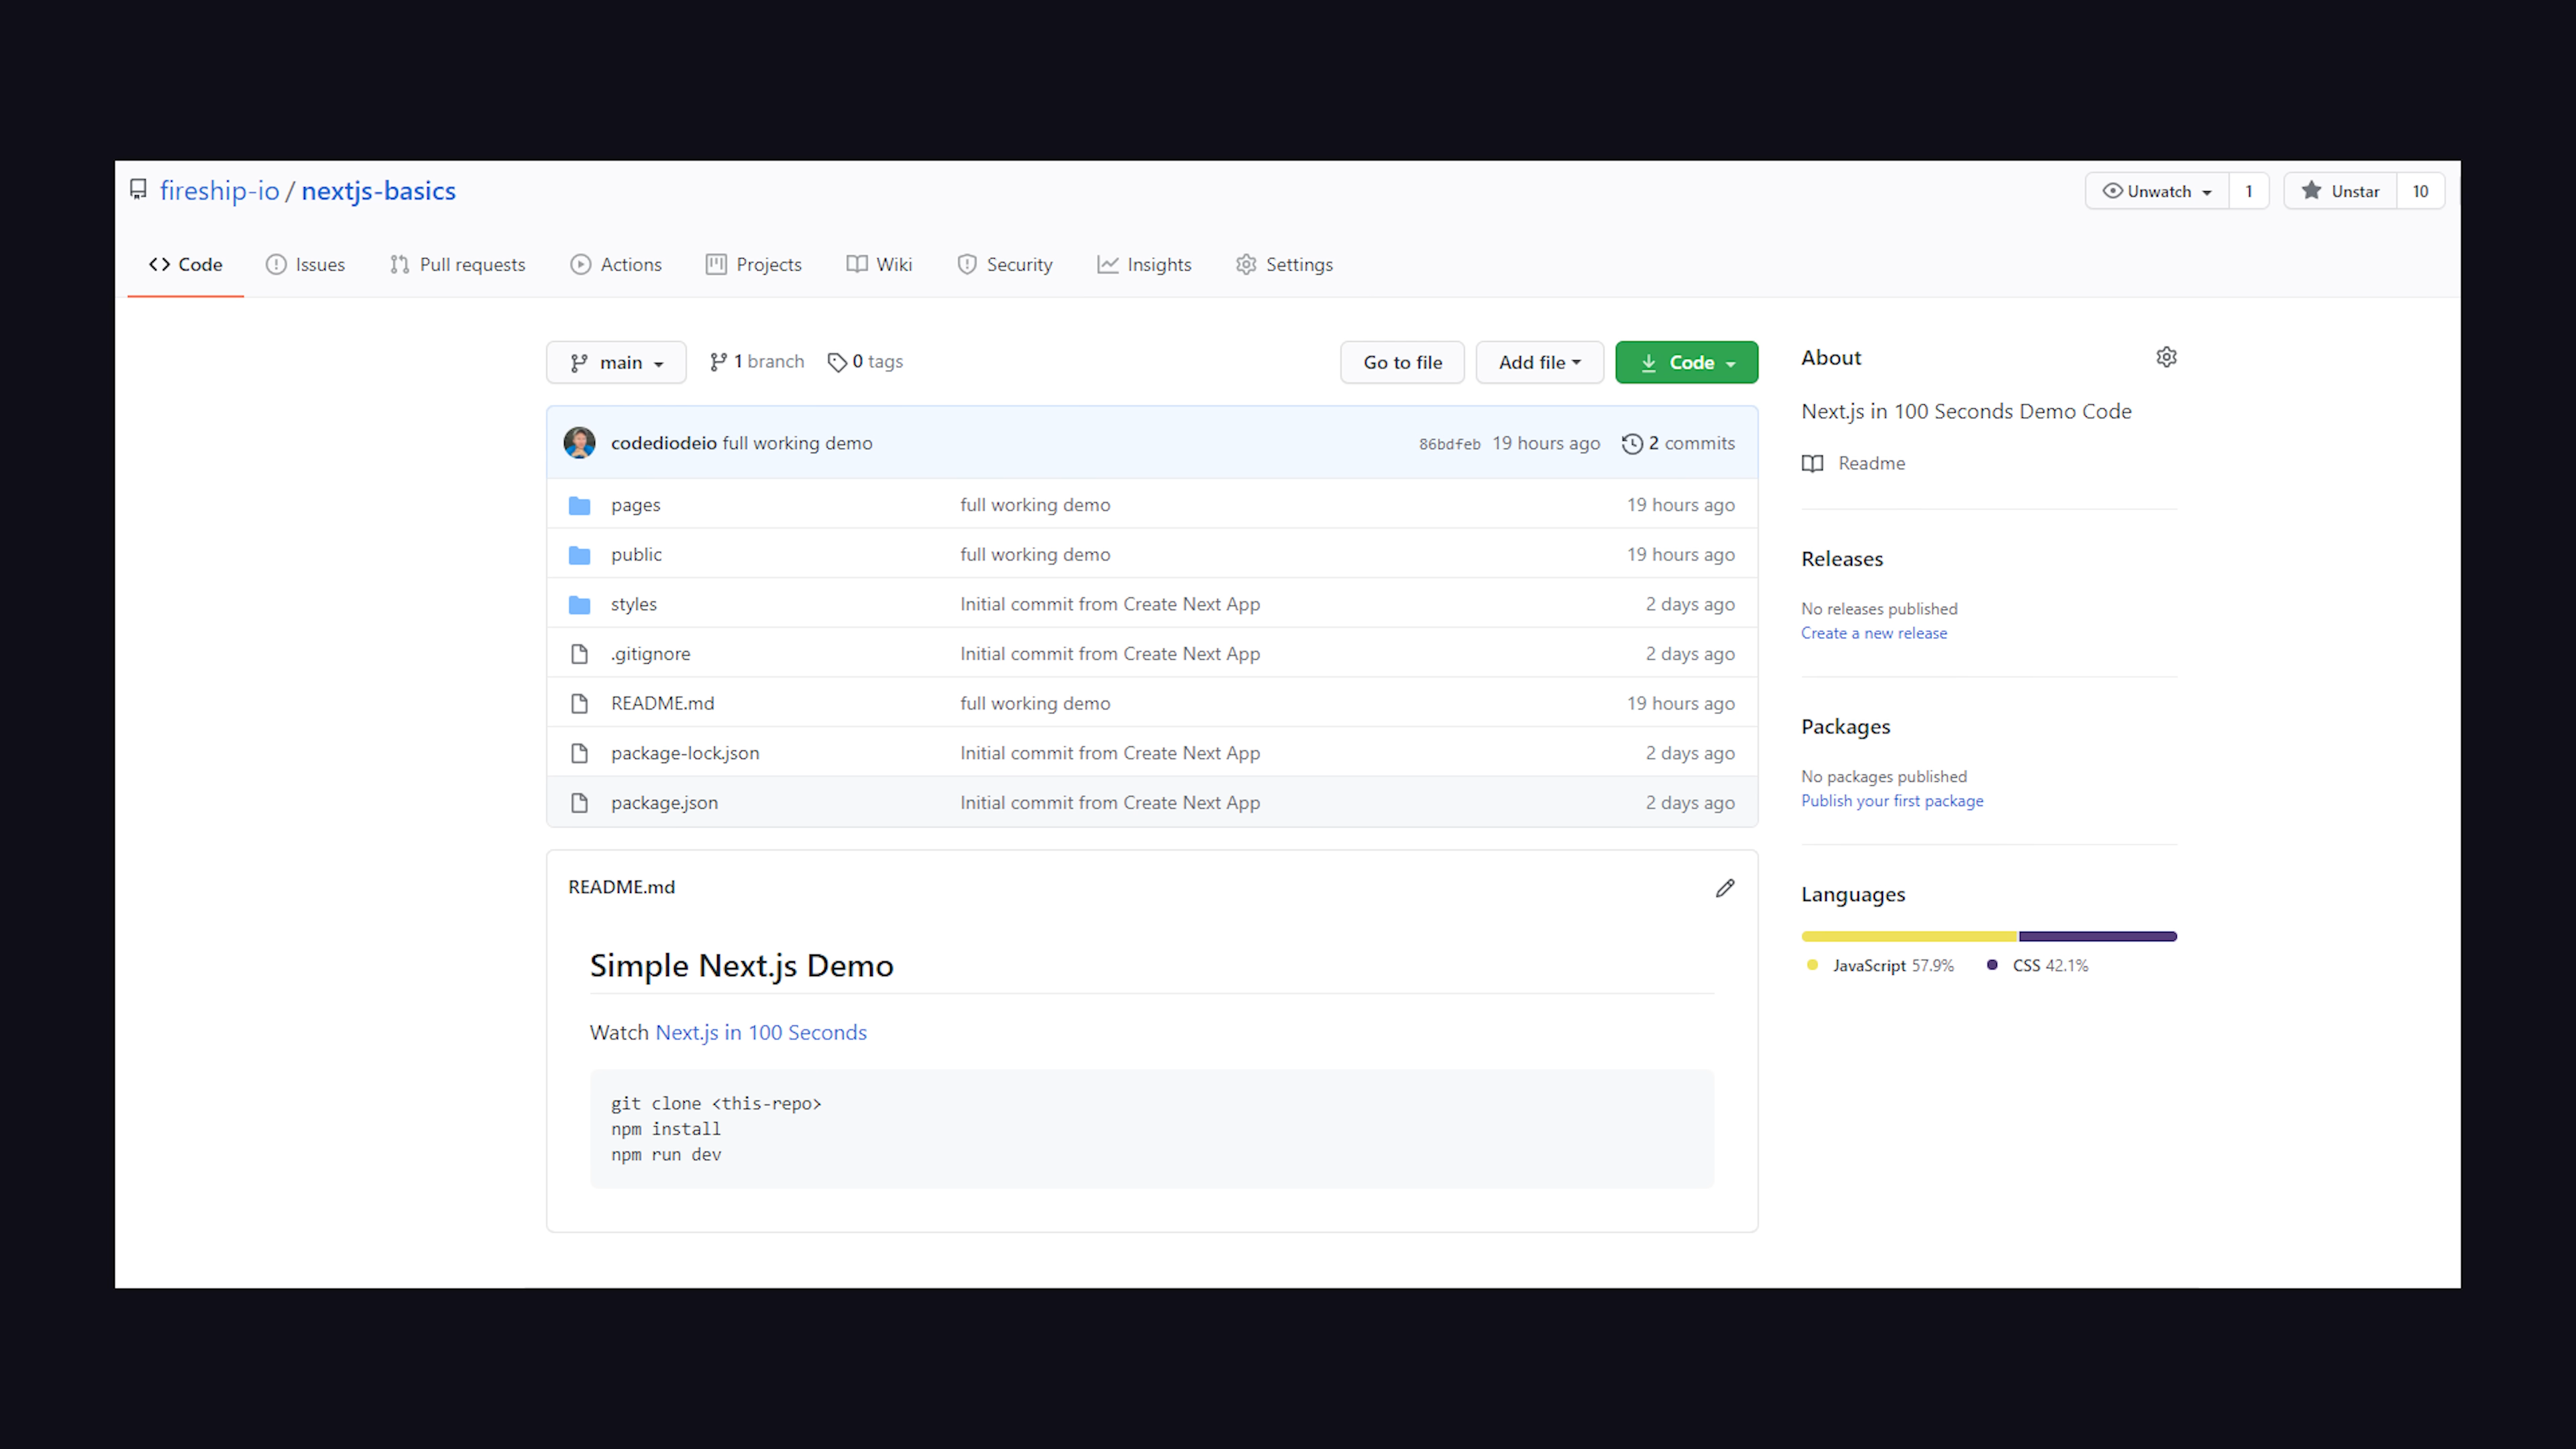 fireship-io / nextjs-basics
Unwatch 1 Unstar 10
Code Issues Pull requests Actions Projects Wiki Security Insights Settings
main 1 branch 0 tags Go to file Add file Code
codediodeio full working demo 86bdfeb 19 hours ago 2 commits
pages full working demo 19 hours ago
public full working demo 19 hours ago
styles Initial commit from Create Next App 2 days ago
.gitignore Initial commit from Create Next App 2 days ago
README.md full working demo 19 hours ago
package-lock.json Initial commit from Create Next App 2 days ago
package.json Initial commit from Create Next App 2 days ago
README.md
Simple Next.js Demo
Watch Next.js in 100 Seconds
git clone <this-repo>
npm install
npm run dev
About
Next.js in 100 Seconds Demo Code
Readme
Releases
No releases published
Create a new release
Packages
No packages published
Publish your first package
Languages
JavaScript 57.9% CSS 42.1%